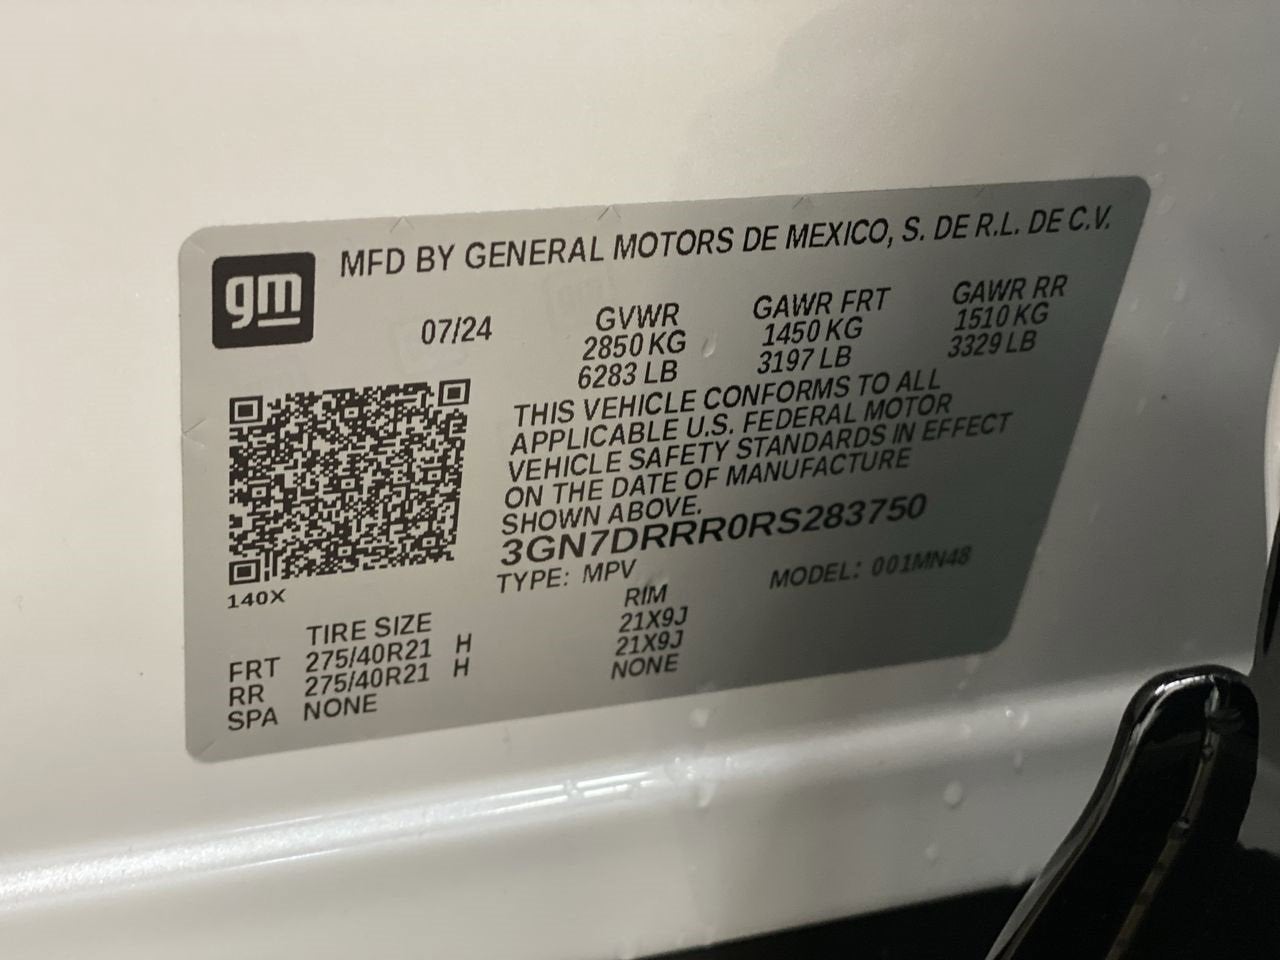 gm MFD BY GENERAL MOTORS DE MEXICO, S. DE R.L. DE C.V.
07/24 GVWR GAWR FRT GAWR RR
2850 KG 1450 KG 1510 KG
6283 LB 3197 LB 3329 LB
THIS VEHICLE CONFORMS TO ALL
APPLICABLE U.S. FEDERAL MOTOR
VEHICLE SAFETY STANDARDS IN EFFECT
ON THE DATE OF MANUFACTURE
SHOWN ABOVE.
3GN7DRRR0RS283750
TYPE: MPV MODEL: 001MN48
140X
TIRE SIZE RIM
FRT 275/40R21 H 21X9J
RR 275/40R21 H 21X9J
SPA NONE NONE